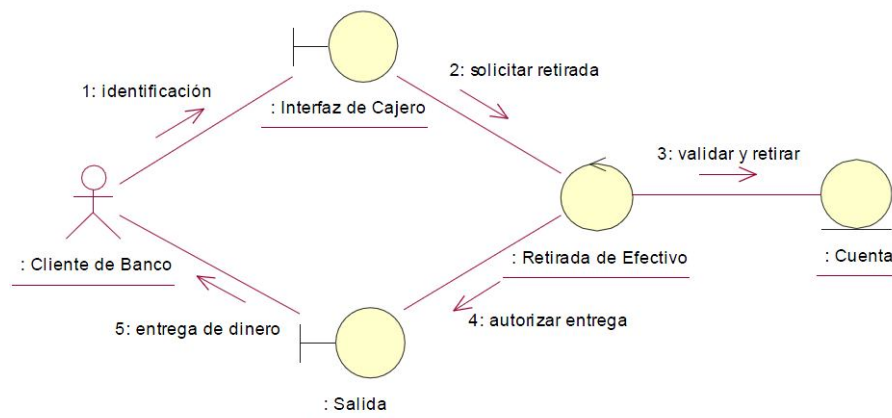 1: identificación
2: solicitar retirada
: Interfaz de Cajero
3: validar y retirar
: Cliente de Banco
: Retirada de Efectivo
: Cuenta
5: entrega de dinero
4: autorizar entrega
: Salida